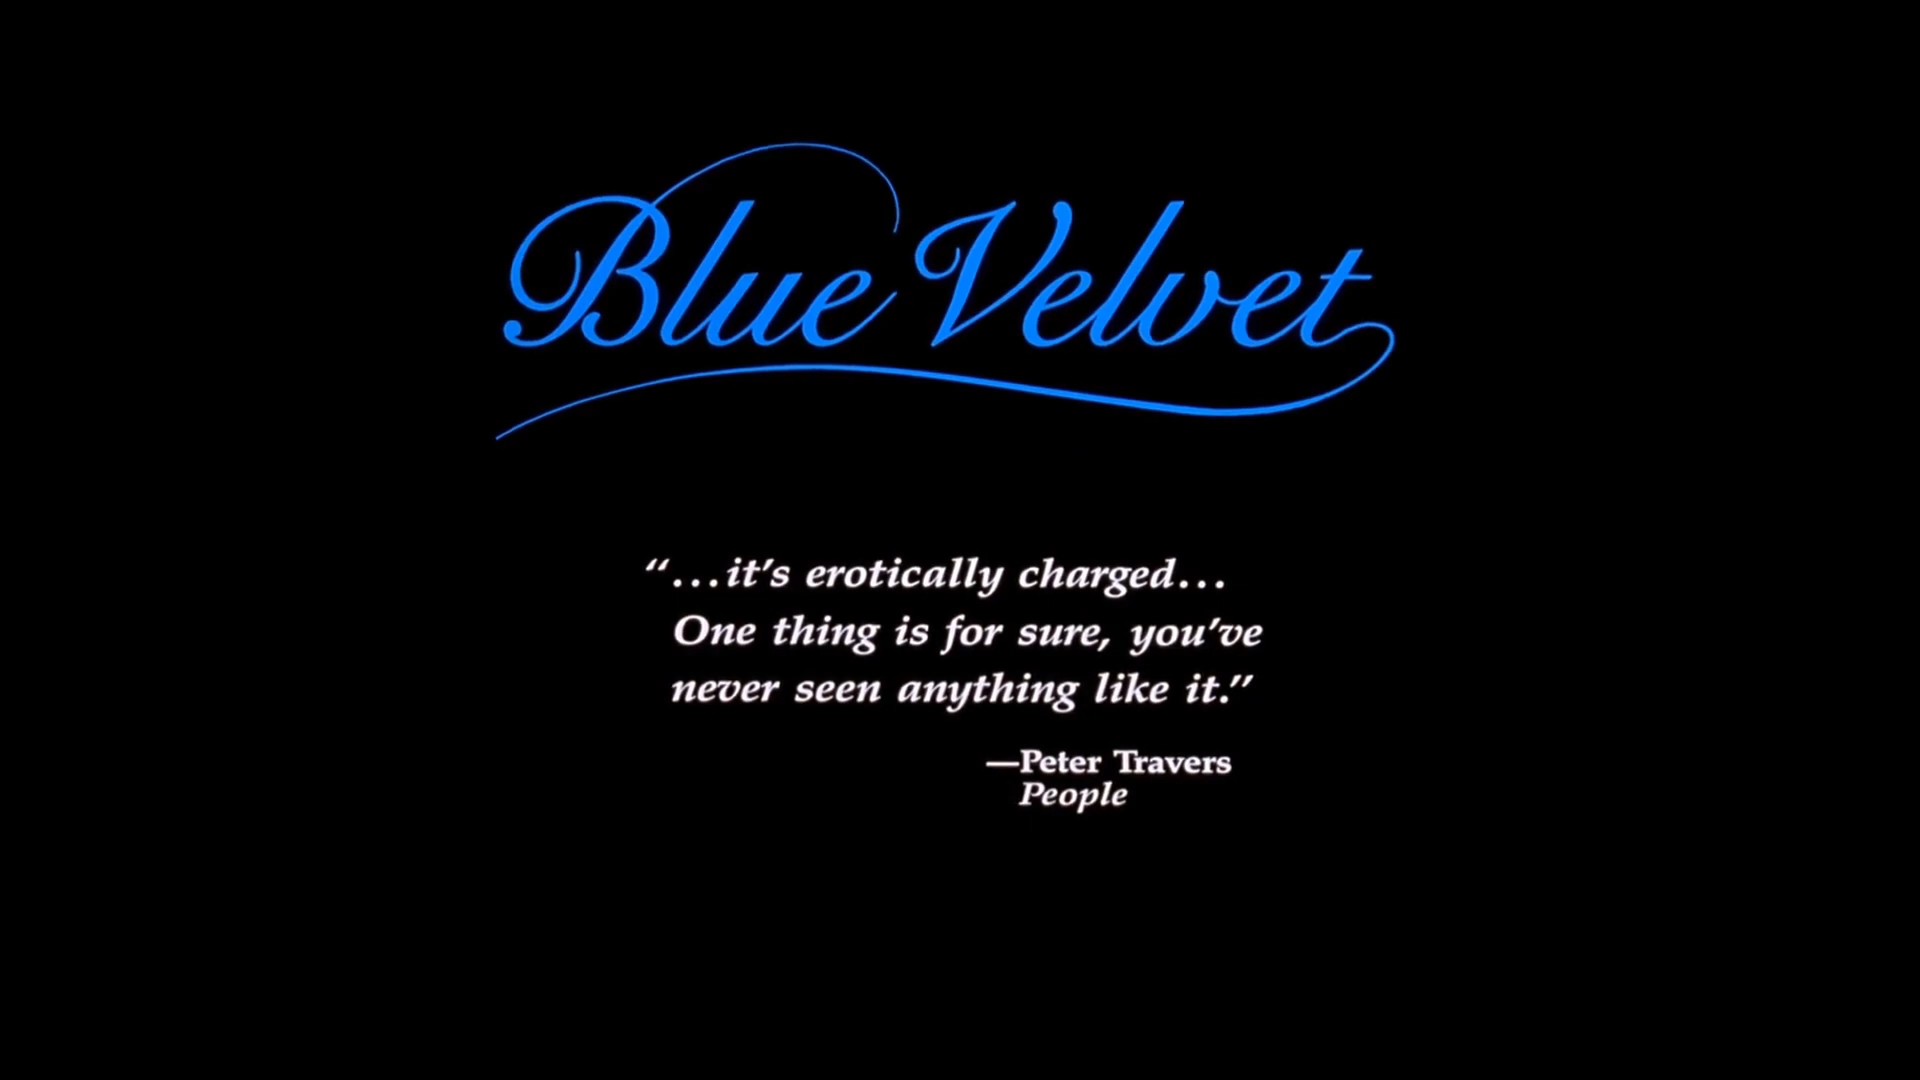 Blue Velvet
“...it’s erotically charged...
One thing is for sure, you’ve
never seen anything like it.”
—Peter Travers
People